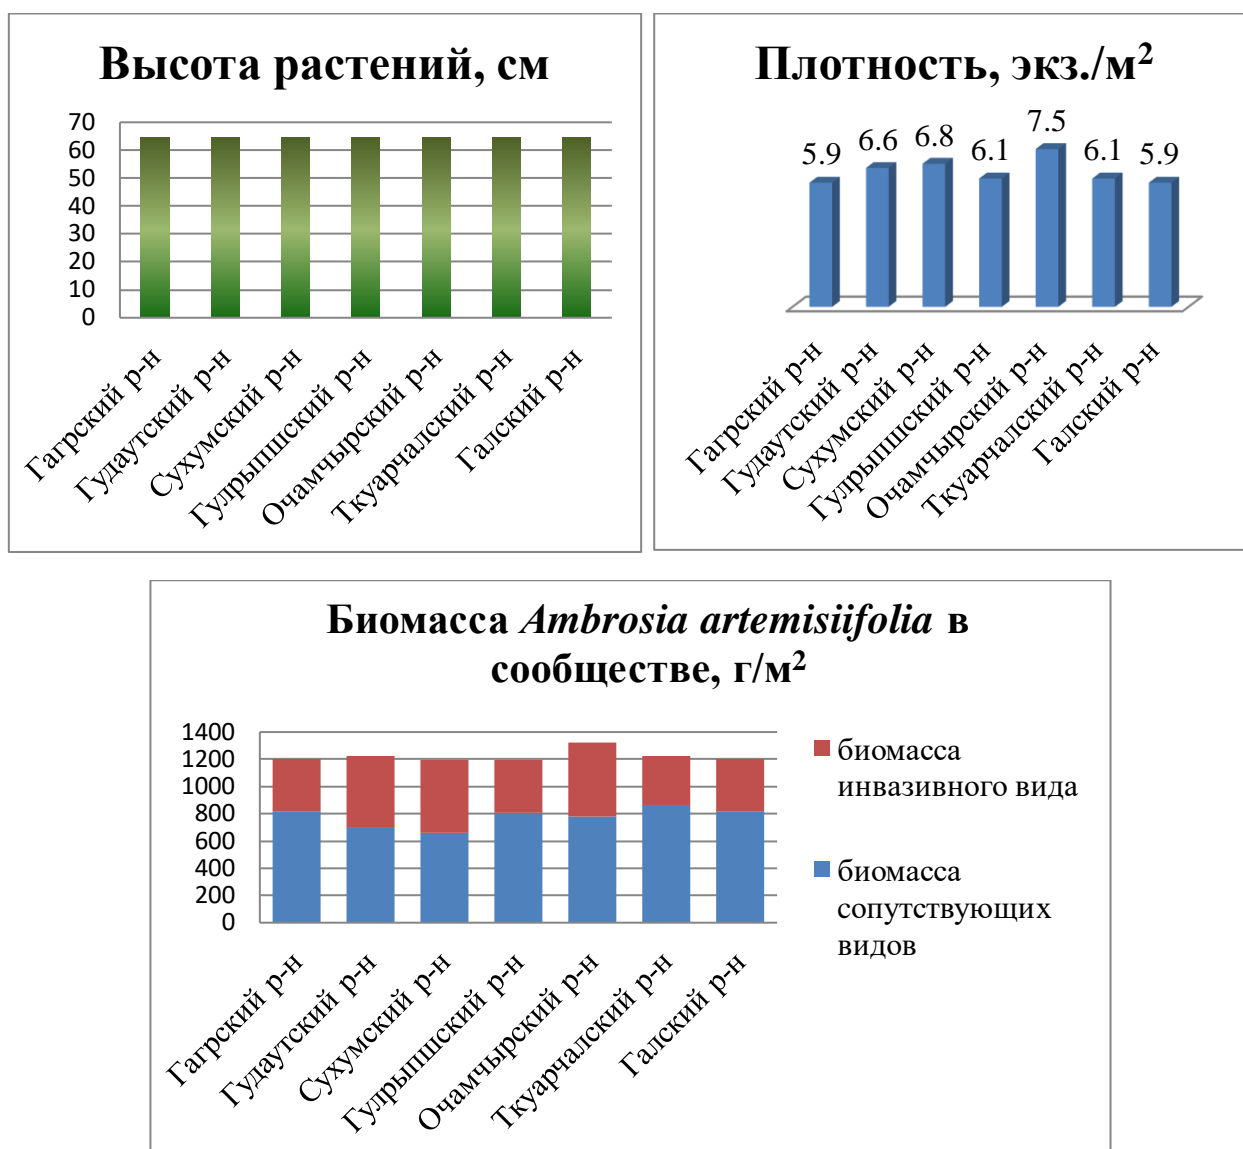 Высота растений, см
70
60
50
40
30
20
10
0
Гагрский р-н
Гудаутский р-н
Сухумский р-н
Гулрыпшский р-н
Очамчырский р-н
Ткуарчалский р-н
Галский р-н
Плотность, экз./м²
5.9
6.6
6.8
6.1
7.5
6.1
5.9
Гагрский р-н
Гудаутский р-н
Сухумский р-н
Гулрыпшский р-н
Очамчырский р-н
Ткуарчалский р-н
Галский р-н
Биомасса Ambrosia artemisiifolia в
сообществе, г/м²
1400
1200
1000
800
600
400
200
0
Гагрский р-н
Гудаутский р-н
Сухумский р-н
Гулрыпшский р-н
Очамчырский р-н
Ткуарчалский р-н
Галский р-н
биомасса
инвазивного вида
биомасса
сопутствующих
видов